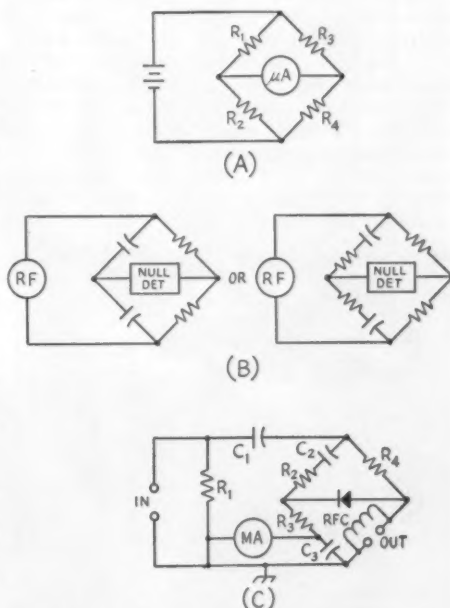 R1 R3
μA
R2 R4
(A)
RF NULL DET OR RF NULL DET
(B)
C1 C2 R4
IN R1 R2
R3 RFC
MA C3 OUT
(C)